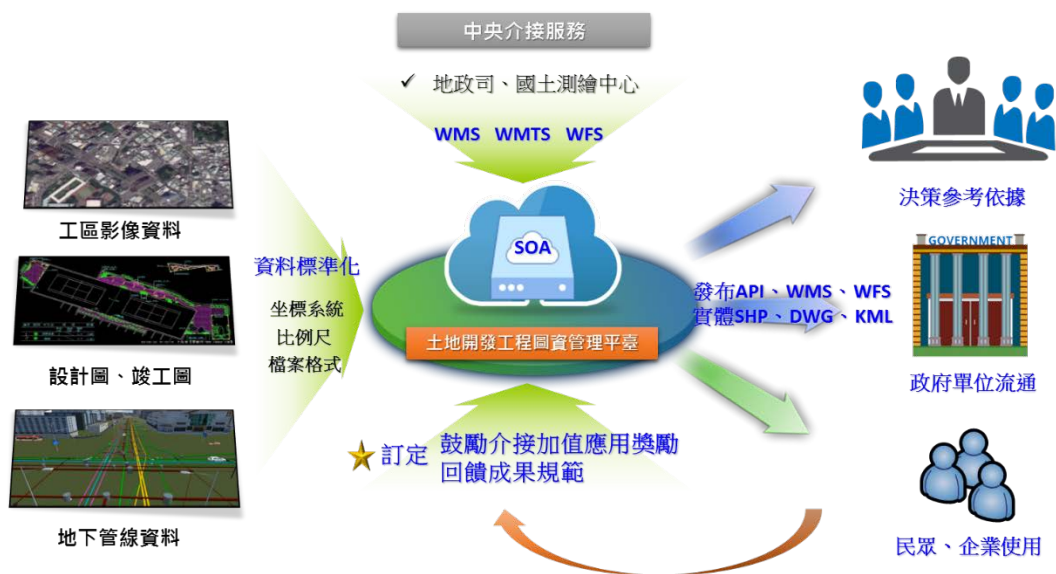 中央介接服務
✓ 地政司、國土測繪中心
WMS WMTS WFS
工區影像資料
設計圖、竣工圖
地下管線資料
資料標準化
坐標系統
比例尺
檔案格式
SOA
土地開發工程圖資管理平臺
訂定 鼓勵介接加值應用獎勵
回饋成果規範
發布API、WMS、WFS
實體SHP、DWG、KML
決策參考依據
GOVERNMENT
政府單位流通
民眾、企業使用